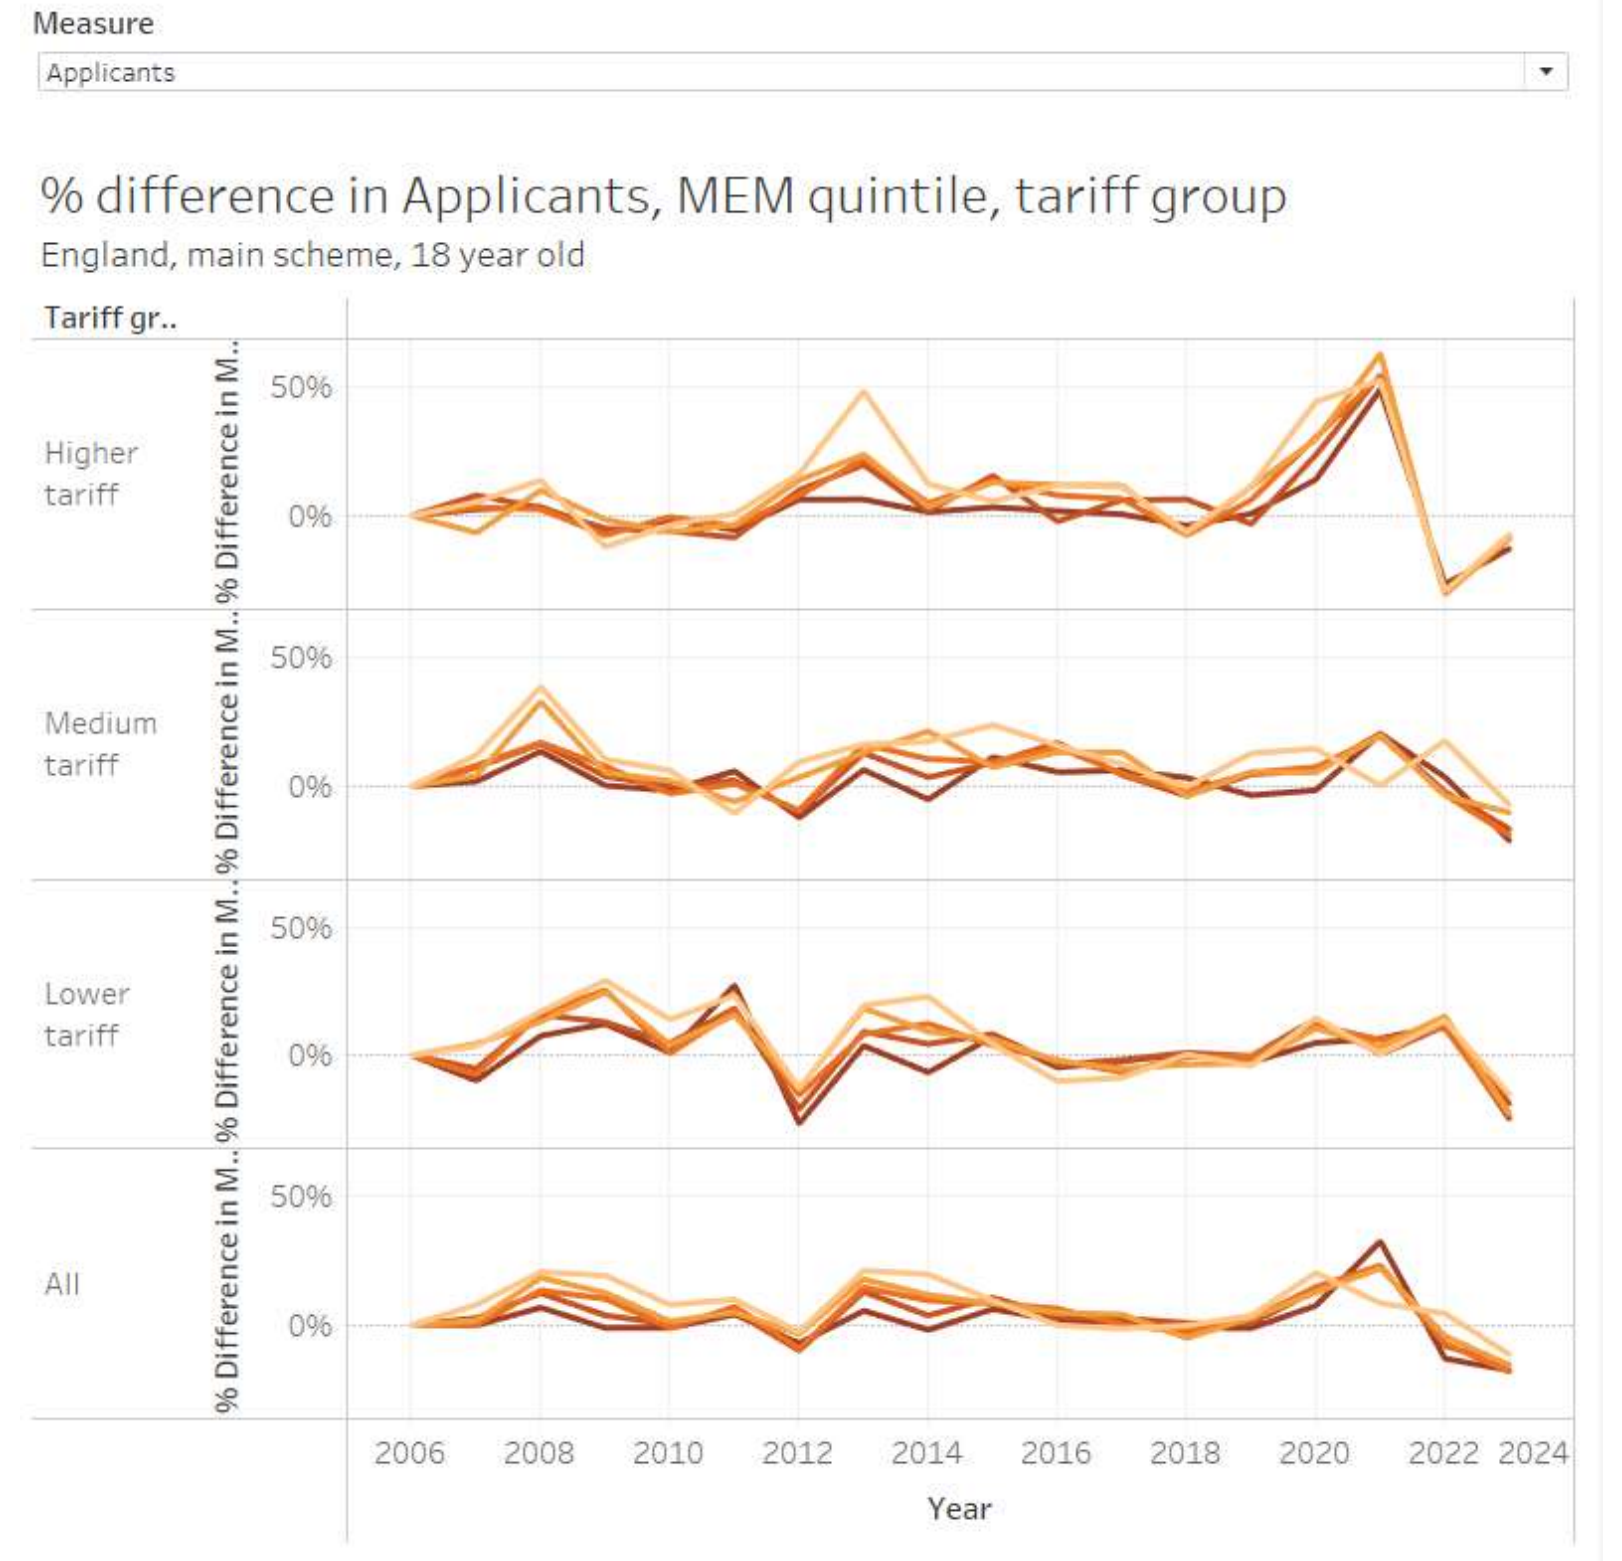 Measure
Applicants
% difference in Applicants, MEM quintile, tariff group
England, main scheme, 18 year old
Tariff gr..
Higher
tariff
% Difference in M..
50%
0%
Medium
tariff
% Difference in M..
50%
0%
Lower
tariff
% Difference in M..
50%
0%
All
% Difference in M..
50%
0%
2006 2008 2010 2012 2014 2016 2018 2020 2022 2024
Year